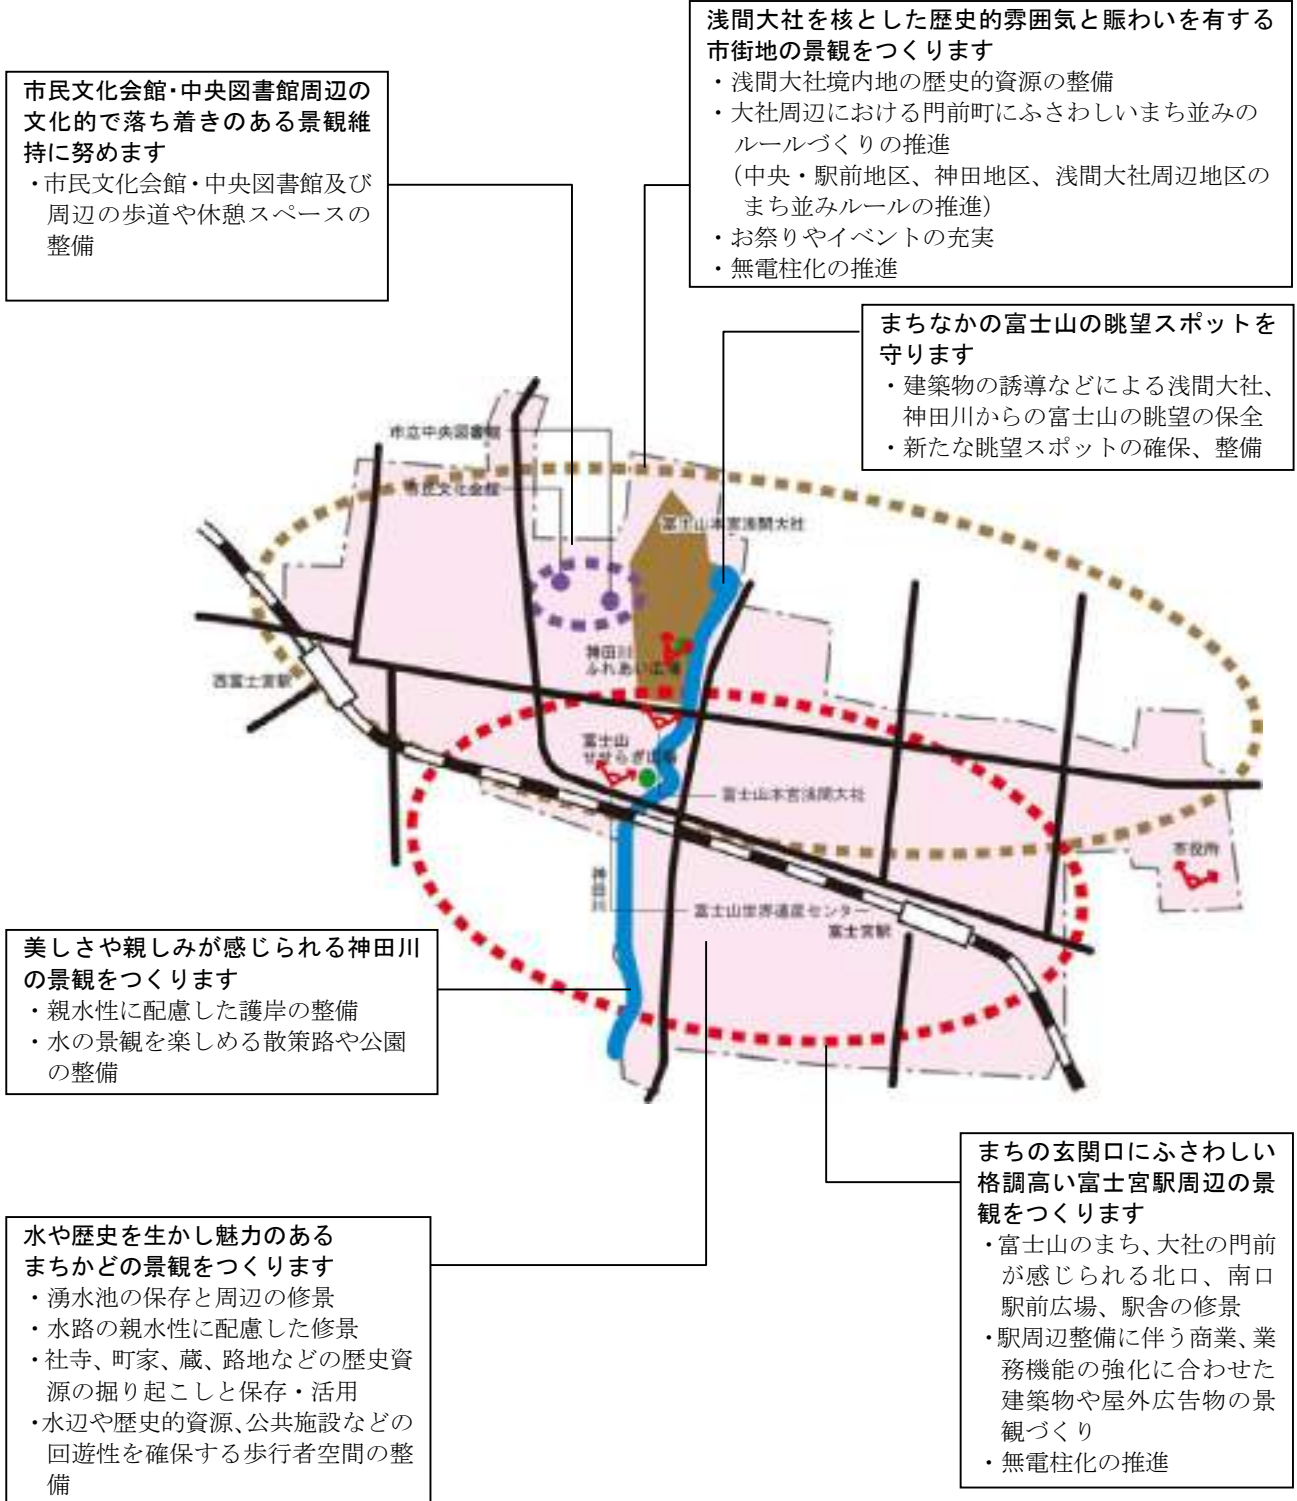 浅間大社を核とした歴史的雰囲気と賑わいを有する
市街地の景観をつくります
・浅間大社境内地の歴史的資源の整備
・大社周辺における門前町にふさわしいまち並みの
ルールづくりの推進
（中央・駅前地区、神田地区、浅間大社周辺地区の
まち並みルールの推進）
・お祭りやイベントの充実
・無電柱化の推進
市民文化会館・中央図書館周辺の
文化的で落ち着きのある景観維
持に努めます
・市民文化会館・中央図書館及び
周辺の歩道や休憩スペースの
整備
まちなかの富士山の眺望スポットを
守ります
・建築物の誘導などによる浅間大社、
神田川からの富士山の眺望の保全
・新たな眺望スポットの確保、整備
市立中央図書館
市民文化会館
富士山本宮浅間大社
神田川
ふれあい広場
西富士宮駅
富士山
せせらぎ広場
富士山本宮浅間大社
市役所
神田川
富士山世界遺産センター
富士宮駅
美しさや親しみが感じられる神田川
の景観をつくります
・親水性に配慮した護岸の整備
・水の景観を楽しめる散策路や公園
の整備
まちの玄関口にふさわしい
格調高い富士宮駅周辺の景
観をつくります
・富士山のまち、大社の門前
が感じられる北口、南口
駅前広場、駅舎の修景
・駅周辺整備に伴う商業、業
務機能の強化に合わせた
建築物や屋外広告物の景
観づくり
・無電柱化の推進
水や歴史を生かし魅力のある
まちかどの景観をつくります
・湧水池の保存と周辺の修景
・水路の親水性に配慮した修景
・社寺、町家、蔵、路地などの歴史資
源の掘り起こしと保存・活用
・水辺や歴史的資源、公共施設などの
回遊性を確保する歩行者空間の整
備